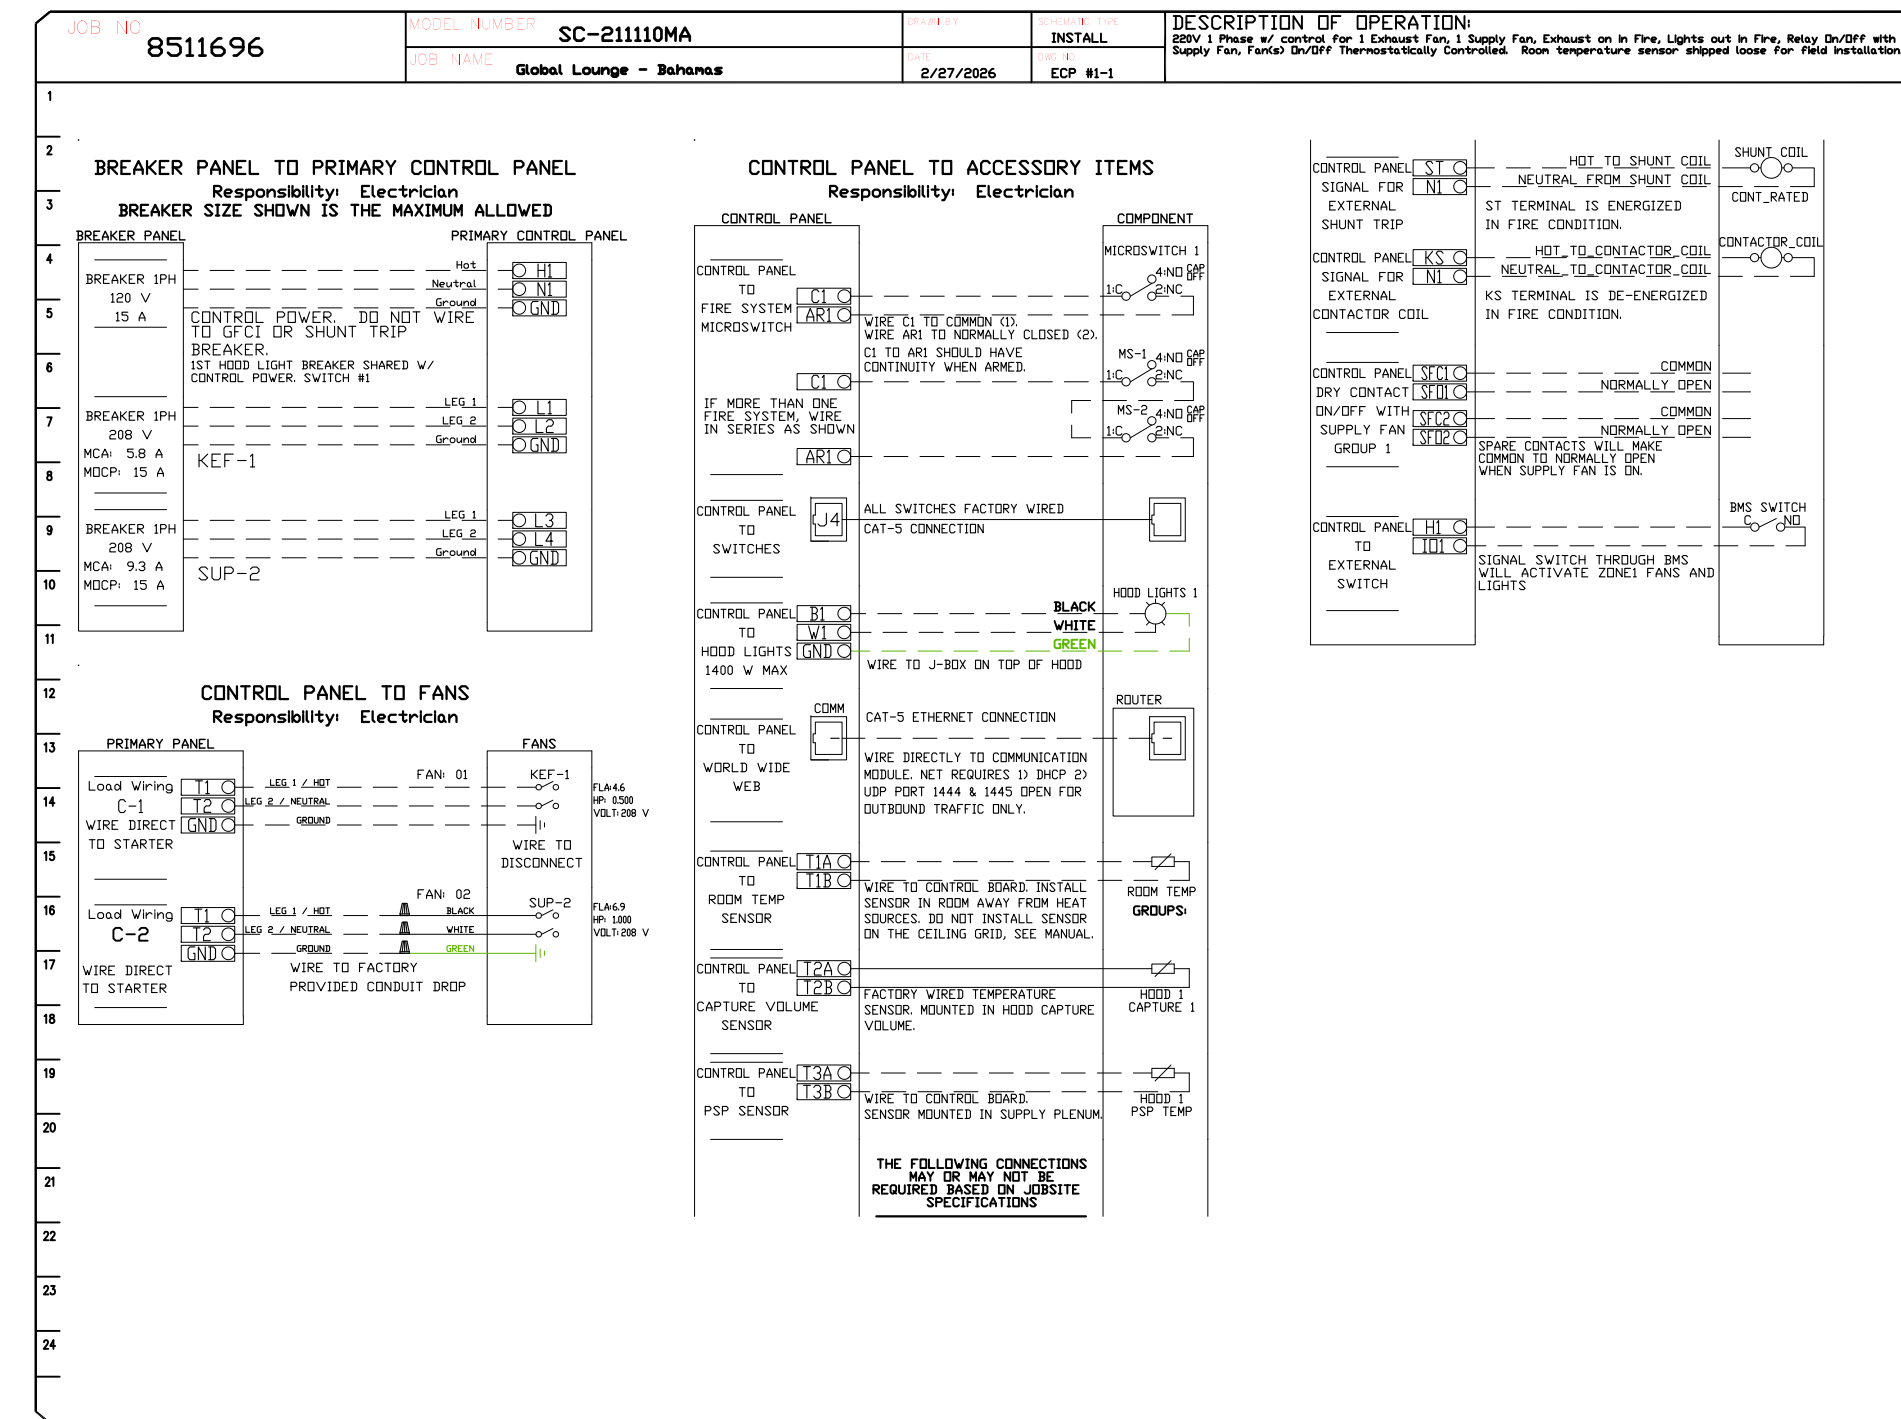 JOB NO
8511696
MODEL NUMBER
SC-211110MA
JOB NAME
Global Lounge - Bahamas
DRAWN BY
DATE
2/27/2026
SCHEMATIC TYPE
INSTALL
DWG NO
ECP #1-1
DESCRIPTION OF OPERATION:
220V 1 Phase w/ control for 1 Exhaust Fan, 1 Supply Fan, Exhaust on in Fire, Lights out in Fire, Relay On/Off with
Supply Fan, Fan(s) On/Off Thermostatically Controlled. Room temperature sensor shipped loose for field installation
1
2
3
4
5
6
7
8
9
10
11
12
13
14
15
16
17
18
19
20
21
22
23
24
BREAKER PANEL TO PRIMARY CONTROL PANEL
Responsibility: Electrician
BREAKER SIZE SHOWN IS THE MAXIMUM ALLOWED
BREAKER PANEL
PRIMARY CONTROL PANEL
BREAKER 1PH
120 V
15 A
Hot
H1
Neutral
N1
Ground
GND
CONTROL POWER. DO NOT WIRE
TO GFCI OR SHUNT TRIP
BREAKER.
1ST HOOD LIGHT BREAKER SHARED W/
CONTROL POWER. SWITCH #1
BREAKER 1PH
208 V
MCA: 5.8 A
MOCP: 15 A
LEG 1
L1
LEG 2
L2
Ground
GND
KEF-1
BREAKER 1PH
208 V
MCA: 9.3 A
MOCP: 15 A
LEG 1
L3
LEG 2
L4
Ground
GND
SUP-2
CONTROL PANEL TO FANS
Responsibility: Electrician
PRIMARY PANEL
FANS
Load Wiring
C-1
WIRE DIRECT
TO STARTER
T1
T2
GND
LEG 1 / HOT
LEG 2 / NEUTRAL
GROUND
FAN: 01
KEF-1
FLA:4.6
HP: 0.500
VOLT:208 V
WIRE TO
DISCONNECT
Load Wiring
C-2
WIRE DIRECT
TO STARTER
T1
T2
GND
LEG 1 / HOT
LEG 2 / NEUTRAL
GROUND
FAN: 02
BLACK
WHITE
GREEN
SUP-2
FLA:6.9
HP: 1.000
VOLT:208 V
WIRE TO FACTORY
PROVIDED CONDUIT DROP
CONTROL PANEL TO ACCESSORY ITEMS
Responsibility: Electrician
CONTROL PANEL
COMPONENT
CONTROL PANEL
TO
FIRE SYSTEM
MICROSWITCH
C1
AR1
MICROSWITCH 1
4:NO CAP OFF
1:C
2:NC
WIRE C1 TO COMMON (1).
WIRE AR1 TO NORMALLY CLOSED (2).
C1 TO AR1 SHOULD HAVE
CONTINUITY WHEN ARMED.
C1
MS-1
4:NO CAP OFF
1:C
2:NC
IF MORE THAN ONE
FIRE SYSTEM, WIRE
IN SERIES AS SHOWN
MS-2
4:NO CAP OFF
1:C
2:NC
AR1
CONTROL PANEL
TO
SWITCHES
J4
ALL SWITCHES FACTORY WIRED
CAT-5 CONNECTION
CONTROL PANEL
TO
HOOD LIGHTS
1400 W MAX
B1
W1
GND
BLACK
WHITE
GREEN
HOOD LIGHTS 1
WIRE TO J-BOX ON TOP OF HOOD
CONTROL PANEL
TO
WORLD WIDE
WEB
COMM
CAT-5 ETHERNET CONNECTION
ROUTER
WIRE DIRECTLY TO COMMUNICATION
MODULE. NET REQUIRES 1) DHCP 2)
UDP PORT 1444 & 1445 OPEN FOR
OUTBOUND TRAFFIC ONLY.
CONTROL PANEL
TO
ROOM TEMP
SENSOR
T1A
T1B
WIRE TO CONTROL BOARD. INSTALL
SENSOR IN ROOM AWAY FROM HEAT
SOURCES. DO NOT INSTALL SENSOR
ON THE CEILING GRID, SEE MANUAL.
ROOM TEMP
GROUPS:
CONTROL PANEL
TO
CAPTURE VOLUME
SENSOR
T2A
T2B
FACTORY WIRED TEMPERATURE
SENSOR. MOUNTED IN HOOD CAPTURE
VOLUME.
HOOD 1
CAPTURE 1
CONTROL PANEL
TO
PSP SENSOR
T3A
T3B
WIRE TO CONTROL BOARD.
SENSOR MOUNTED IN SUPPLY PLENUM.
HOOD 1
PSP TEMP
THE FOLLOWING CONNECTIONS
MAY OR MAY NOT BE
REQUIRED BASED ON JOBSITE
SPECIFICATIONS
CONTROL PANEL
SIGNAL FOR
EXTERNAL
SHUNT TRIP
ST
N1
HOT TO SHUNT COIL
NEUTRAL FROM SHUNT COIL
SHUNT COIL
CONT_RATED
ST TERMINAL IS ENERGIZED
IN FIRE CONDITION.
CONTROL PANEL
SIGNAL FOR
EXTERNAL
CONTACTOR COIL
KS
N1
HOT_TO_CONTACTOR_COIL
NEUTRAL_TO_CONTACTOR_COIL
CONTACTOR_COIL
KS TERMINAL IS DE-ENERGIZED
IN FIRE CONDITION.
CONTROL PANEL
DRY CONTACT
ON/OFF WITH
SUPPLY FAN
GROUP 1
SFC1
SFO1
SFC2
SFO2
COMMON
NORMALLY OPEN
COMMON
NORMALLY OPEN
SPARE CONTACTS WILL MAKE
COMMON TO NORMALLY OPEN
WHEN SUPPLY FAN IS ON.
CONTROL PANEL
TO
EXTERNAL
SWITCH
H1
IO1
BMS SWITCH
C
NO
SIGNAL SWITCH THROUGH BMS
WILL ACTIVATE ZONE1 FANS AND
LIGHTS